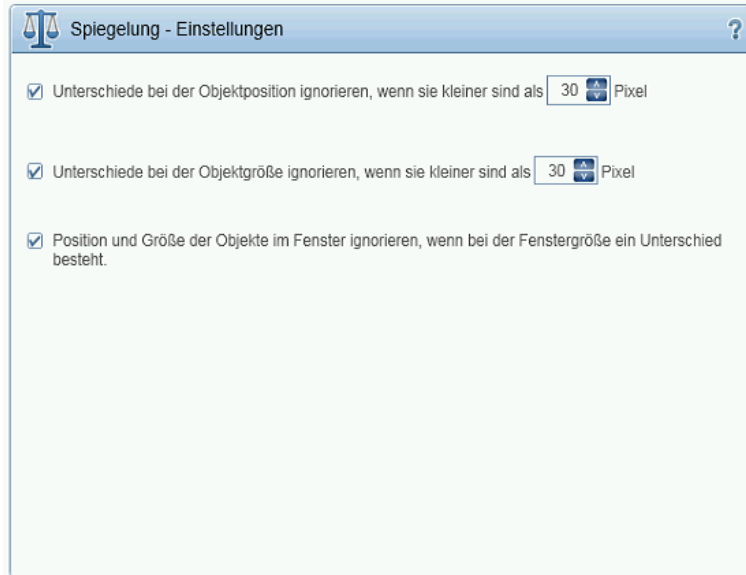 Spiegelung - Einstellungen ?
Unterschiede bei der Objektposition ignorieren, wenn sie kleiner sind als 30 Pixel
Unterschiede bei der Objektgröße ignorieren, wenn sie kleiner sind als 30 Pixel
Position und Größe der Objekte im Fenster ignorieren, wenn bei der Fenstergröße ein Unterschied
besteht.